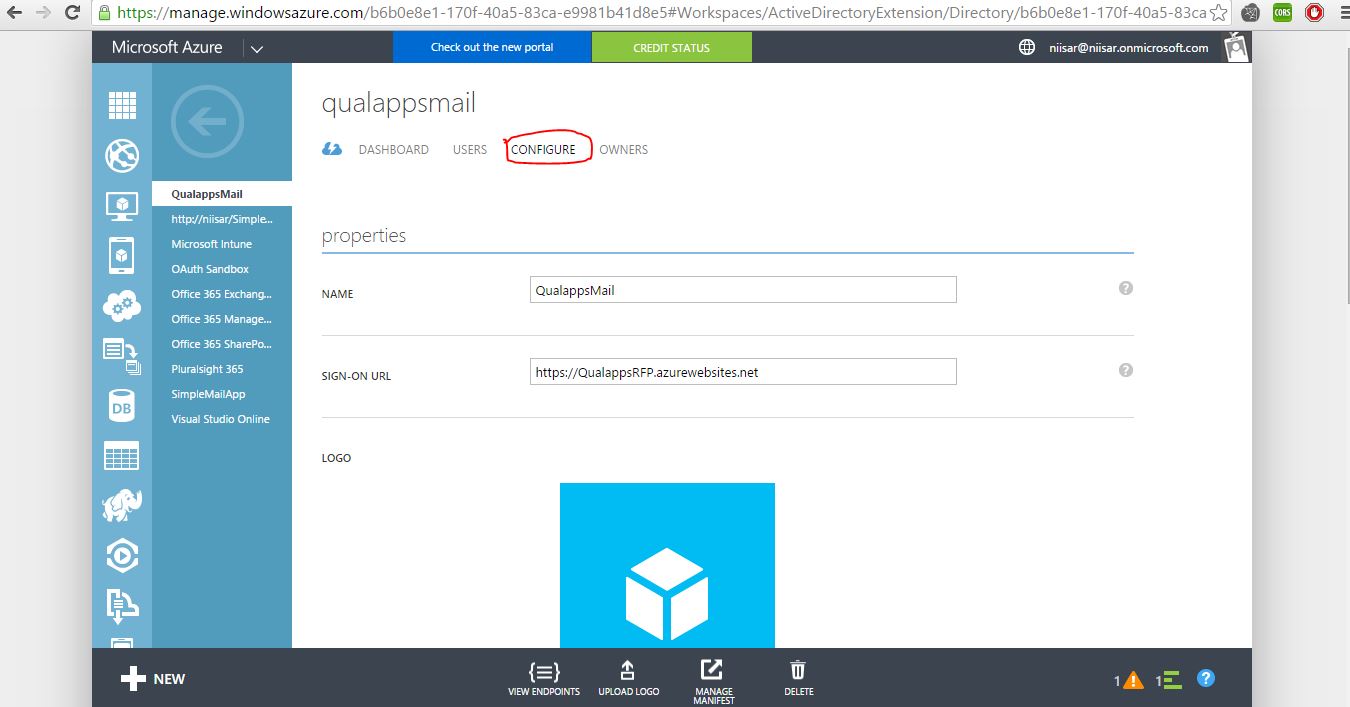 https://manage.windowsazure.com/b6b0e8e1-170f-40a5-83ca-e9981b41d8e5#Workspaces/ActiveDirectoryExtension/Directory/b6b0e8e1-170f-40a5-83ca
CORS
Microsoft Azure
Check out the new portal
CREDIT STATUS
niisar@niisar.onmicrosoft.com
qualappsmail
DASHBOARD USERS CONFIGURE OWNERS
QualappsMail
http://niisar/Simple...
Microsoft Intune
OAuth Sandbox
Office 365 Exchang...
Office 365 Manage...
Office 365 SharePo...
Pluralsight 365
SimpleMailApp
Visual Studio Online
DB
properties
NAME
QualappsMail
?
SIGN-ON URL
https://QualappsRFP.azurewebsites.net
?
LOGO
NEW
VIEW ENDPOINTS
UPLOAD LOGO
MANAGE
MANIFEST
DELETE
1
1
?